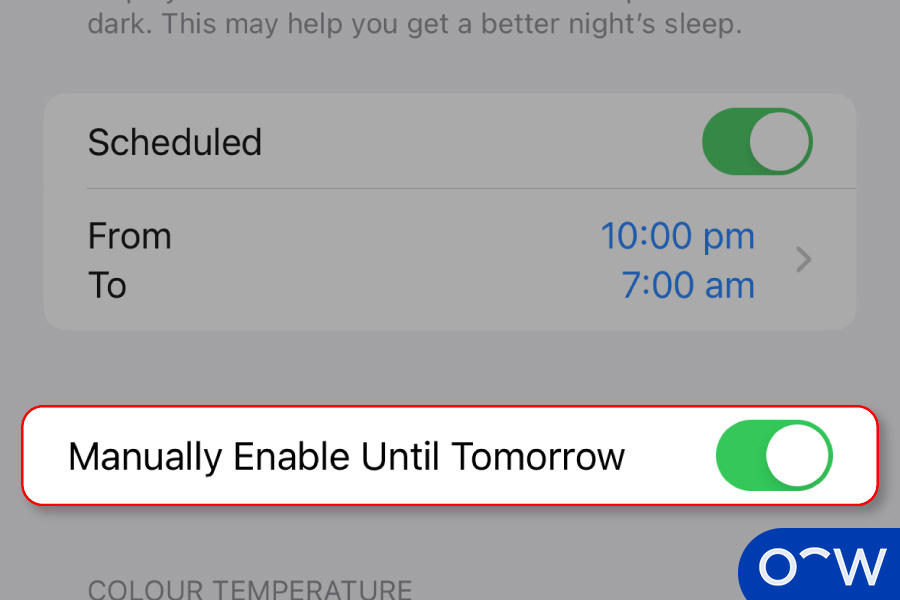 dark. This may help you get a better night's sleep.
Scheduled
From
10:00 pm
To
7:00 am
Manually Enable Until Tomorrow
COLOUR TEMPERATURE